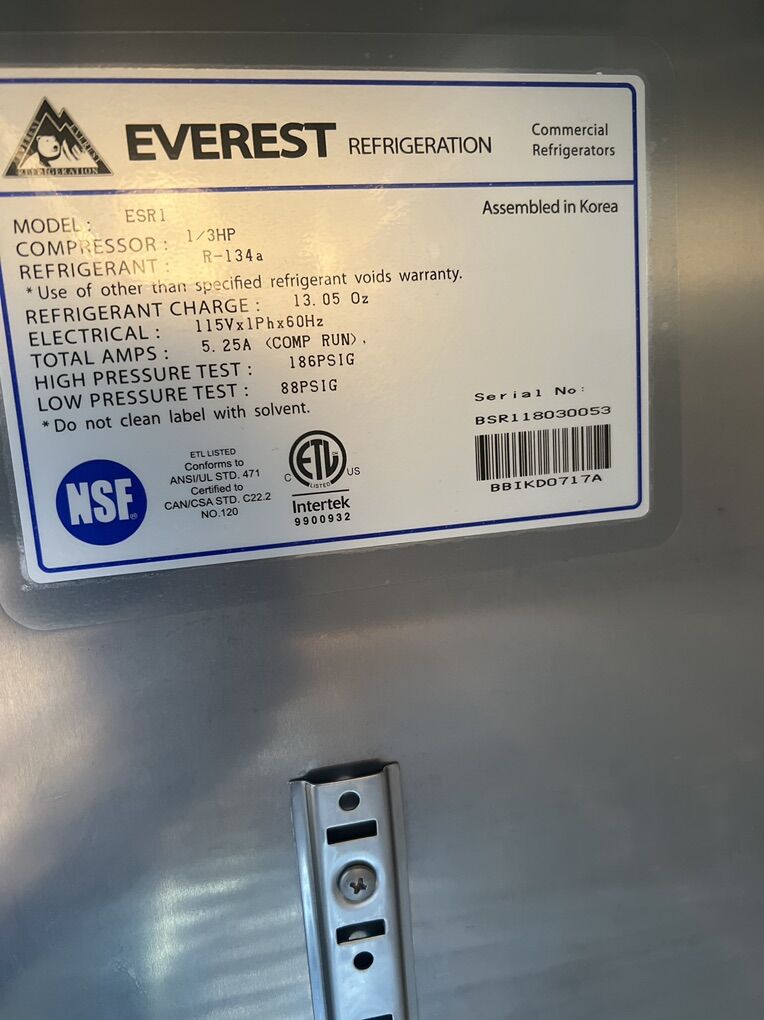 EVEREST REFRIGERATION
Commercial
Refrigerators
Assembled in Korea
MODEL: ESR1
COMPRESSOR: 1/3HP
REFRIGERANT: R-134a
* Use of other than specified refrigerant voids warranty.
REFRIGERANT CHARGE: 13.05 Oz
ELECTRICAL: 115Vx1Phx60Hz
TOTAL AMPS: 5.25A <COMP RUN>.
HIGH PRESSURE TEST: 186PSIG
LOW PRESSURE TEST: 88PSIG
* Do not clean label with solvent.
NSF®
ETL LISTED
Conforms to
ANSI/UL STD. 471
Certified to
CAN/CSA STD. C22.2
NO.120
C ETL US
LISTED
Intertek
9900932
Serial No:
BSR118030053
BBIKD0717A